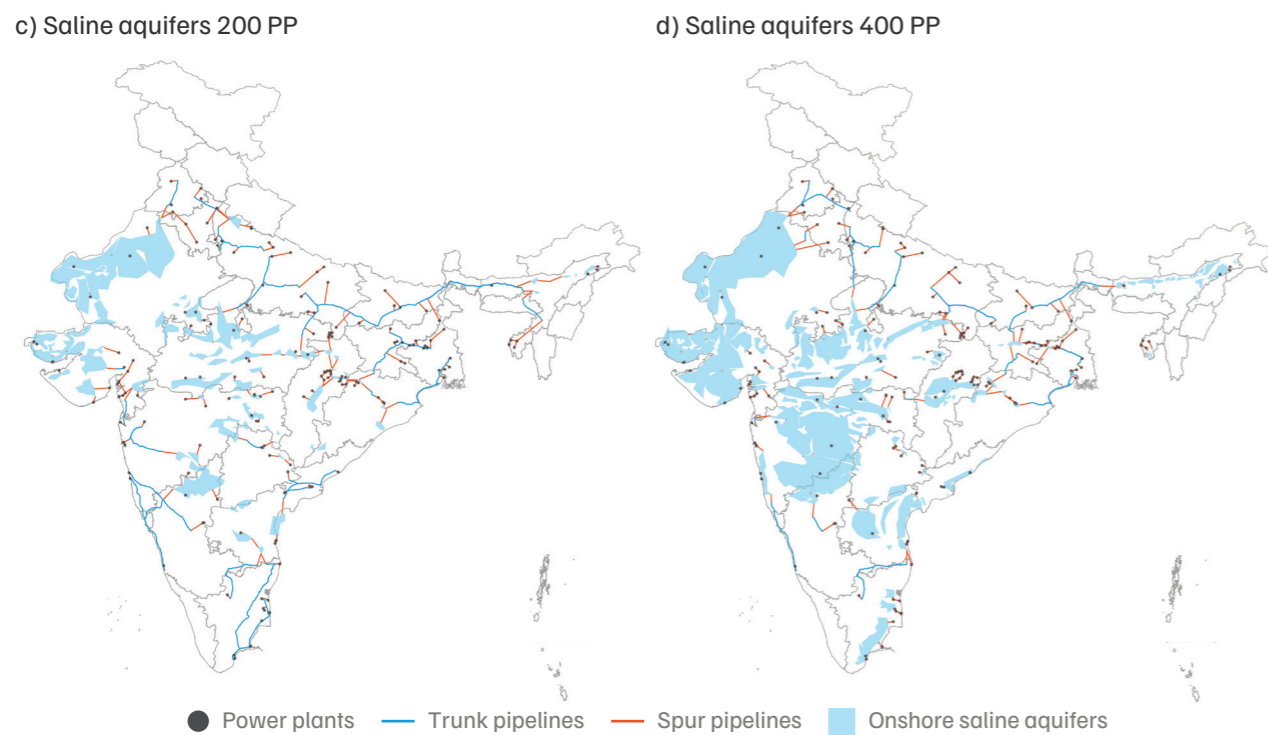 c) Saline aquifers 200 PP
d) Saline aquifers 400 PP
Power plants
Trunk pipelines
Spur pipelines
Onshore saline aquifers